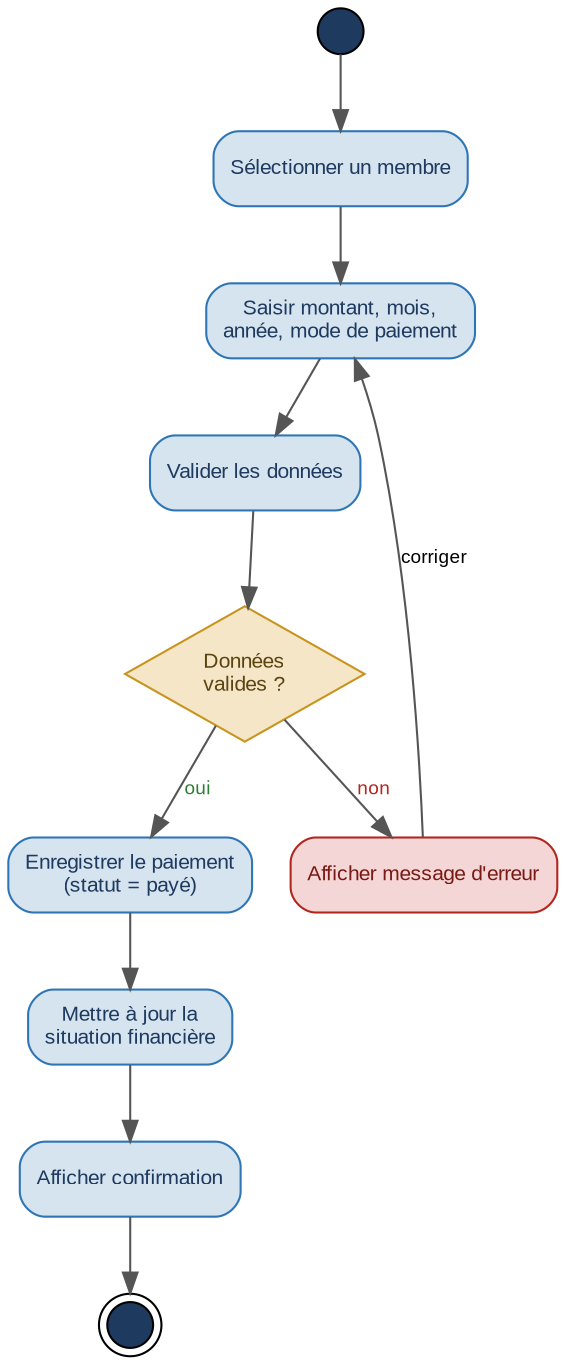 Sélectionner un membre
Saisir montant, mois,
année, mode de paiement
Valider les données
corriger
Données
valides ?
oui
non
Enregistrer le paiement
(statut = payé)
Afficher message d'erreur
Mettre à jour la
situation financière
Afficher confirmation